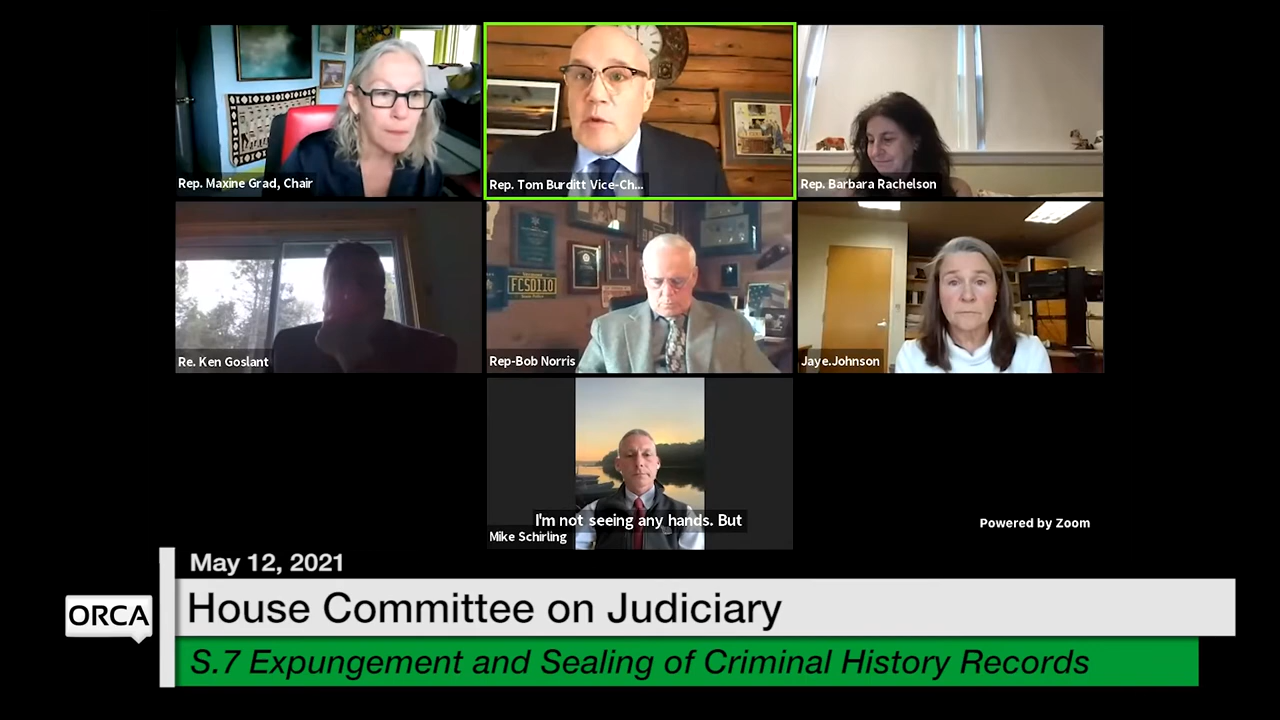 Rep. Maxine Grad, Chair
Rep. Tom Burditt Vice-Ch...
Rep. Barbara Rachelson
FCSD110
Re. Ken Goslant
Rep-Bob Norris
Jaye.Johnson
I'm not seeing any hands. But
Mike Schirling
Powered by Zoom
May 12, 2021
ORCA
House Committee on Judiciary
S.7 Expungement and Sealing of Criminal History Records